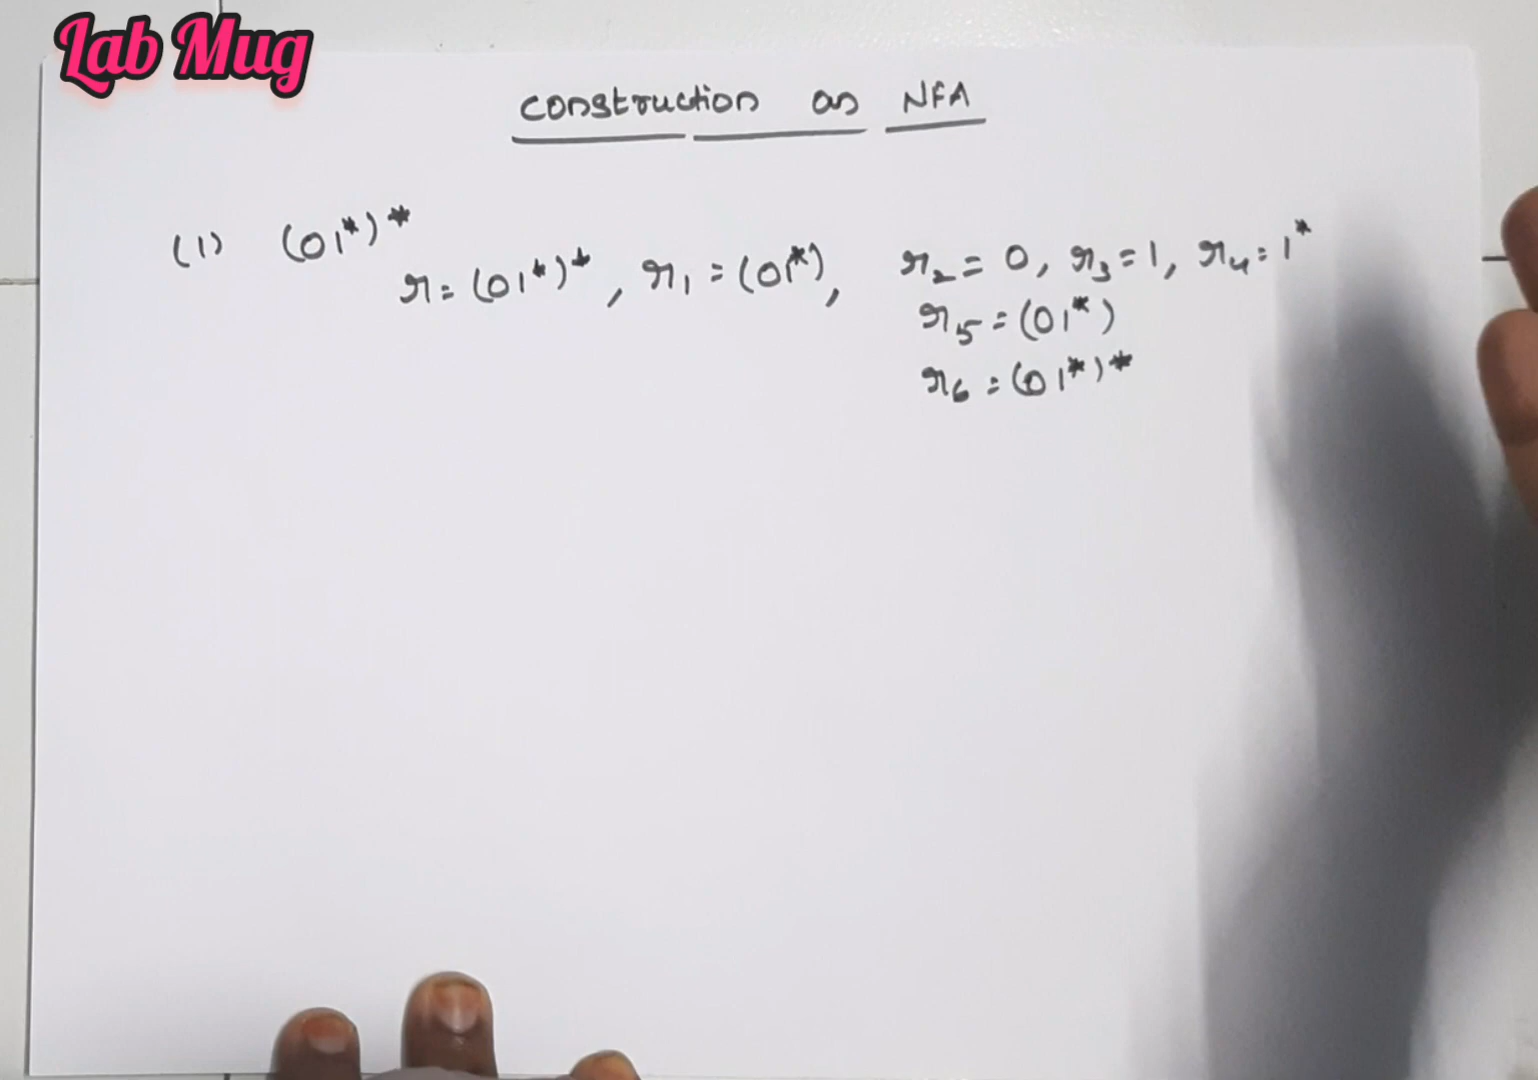 Lab Mug
construction an NFA
(1) (01*)*
r = (01*)*, r1 = (01*), r2 = 0, r3 = 1, r4 = 1*
r5 = (01*)
r6 = (01*)*